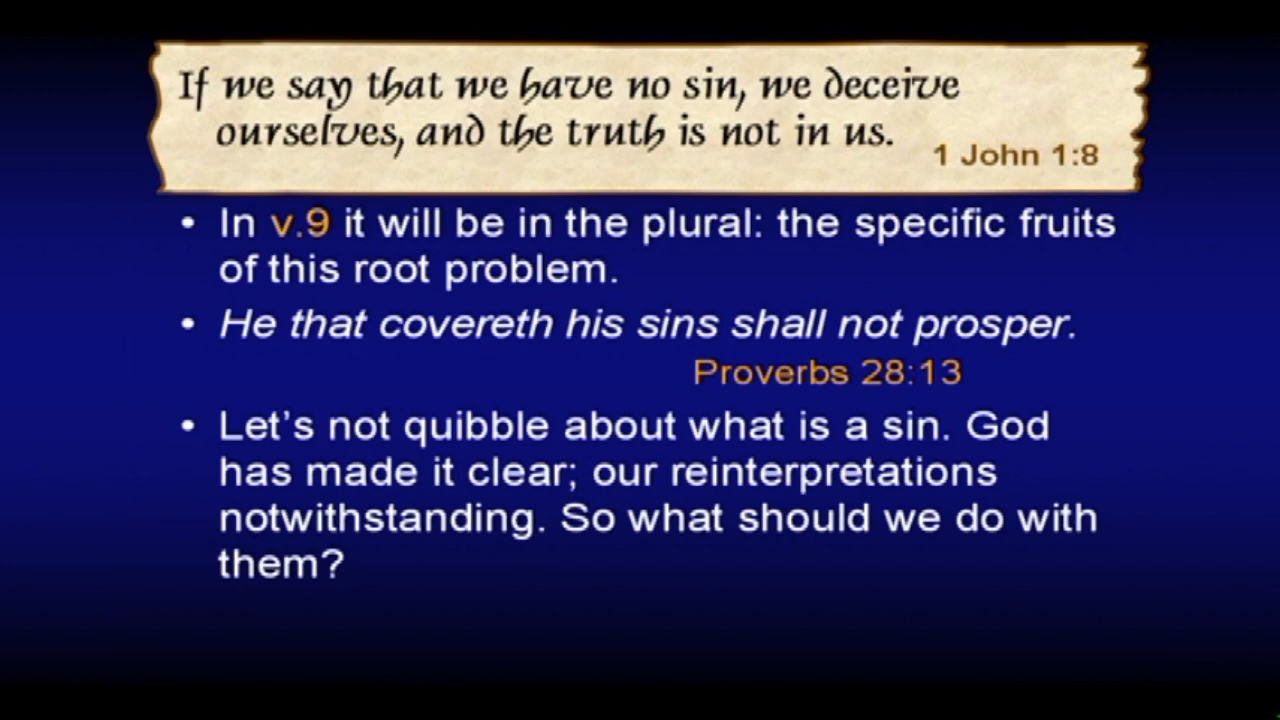 If we say that we have no sin, we deceive
ourselves, and the truth is not in us.
1 John 1:8
• In v.9 it will be in the plural: the specific fruits
of this root problem.
• He that covereth his sins shall not prosper.
Proverbs 28:13
• Let's not quibble about what is a sin. God
has made it clear; our reinterpretations
notwithstanding. So what should we do with
them?